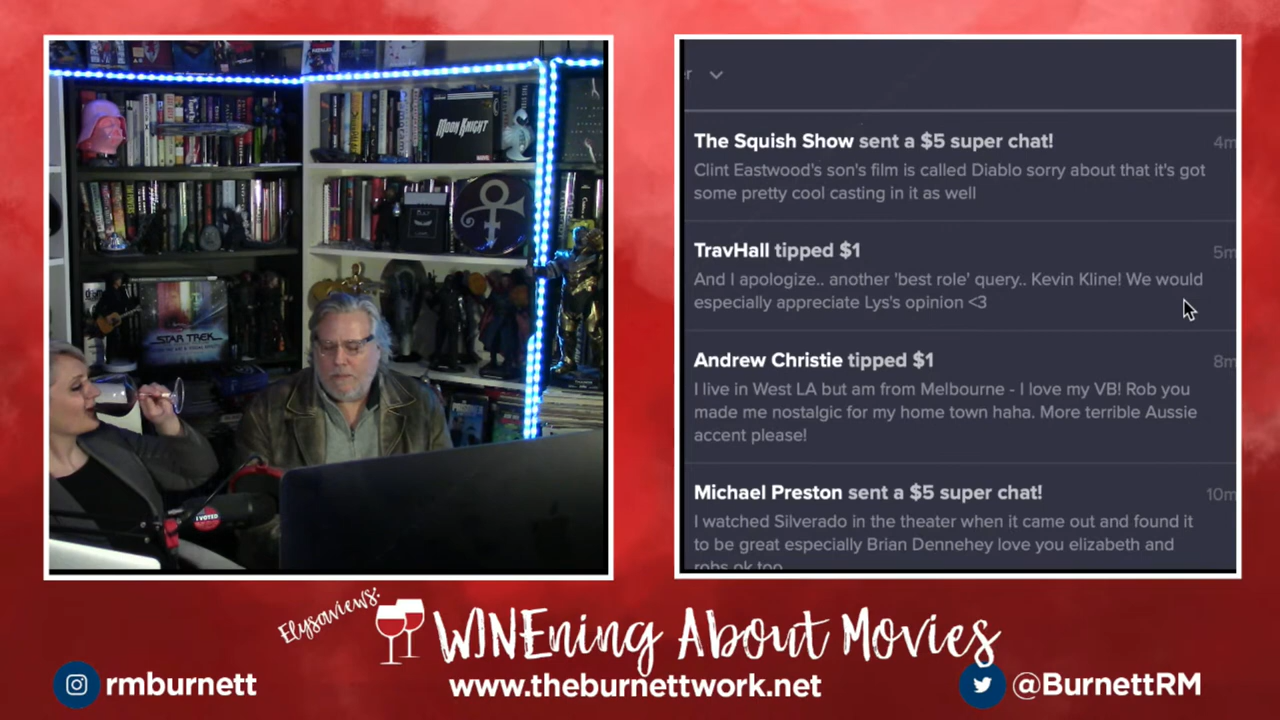 MOON KNIGHT
STAR TREK
I VOTED
r
The Squish Show sent a $5 super chat!
4m
Clint Eastwood's son's film is called Diablo sorry about that it's got
some pretty cool casting in it as well
TravHall tipped $1
5m
And I apologize.. another 'best role' query.. Kevin Kline! We would
especially appreciate Lys's opinion <3
Andrew Christie tipped $1
8m
I live in West LA but am from Melbourne - I love my VB! Rob you
made me nostalgic for my home town haha. More terrible Aussie
accent please!
Michael Preston sent a $5 super chat!
10m
I watched Silverado in the theater when it came out and found it
to be great especially Brian Dennehey love you elizabeth and
robs ok too
Elysaviews:
WINEning About Movies
rmburnett
www.theburnettwork.net
@BurnettRM